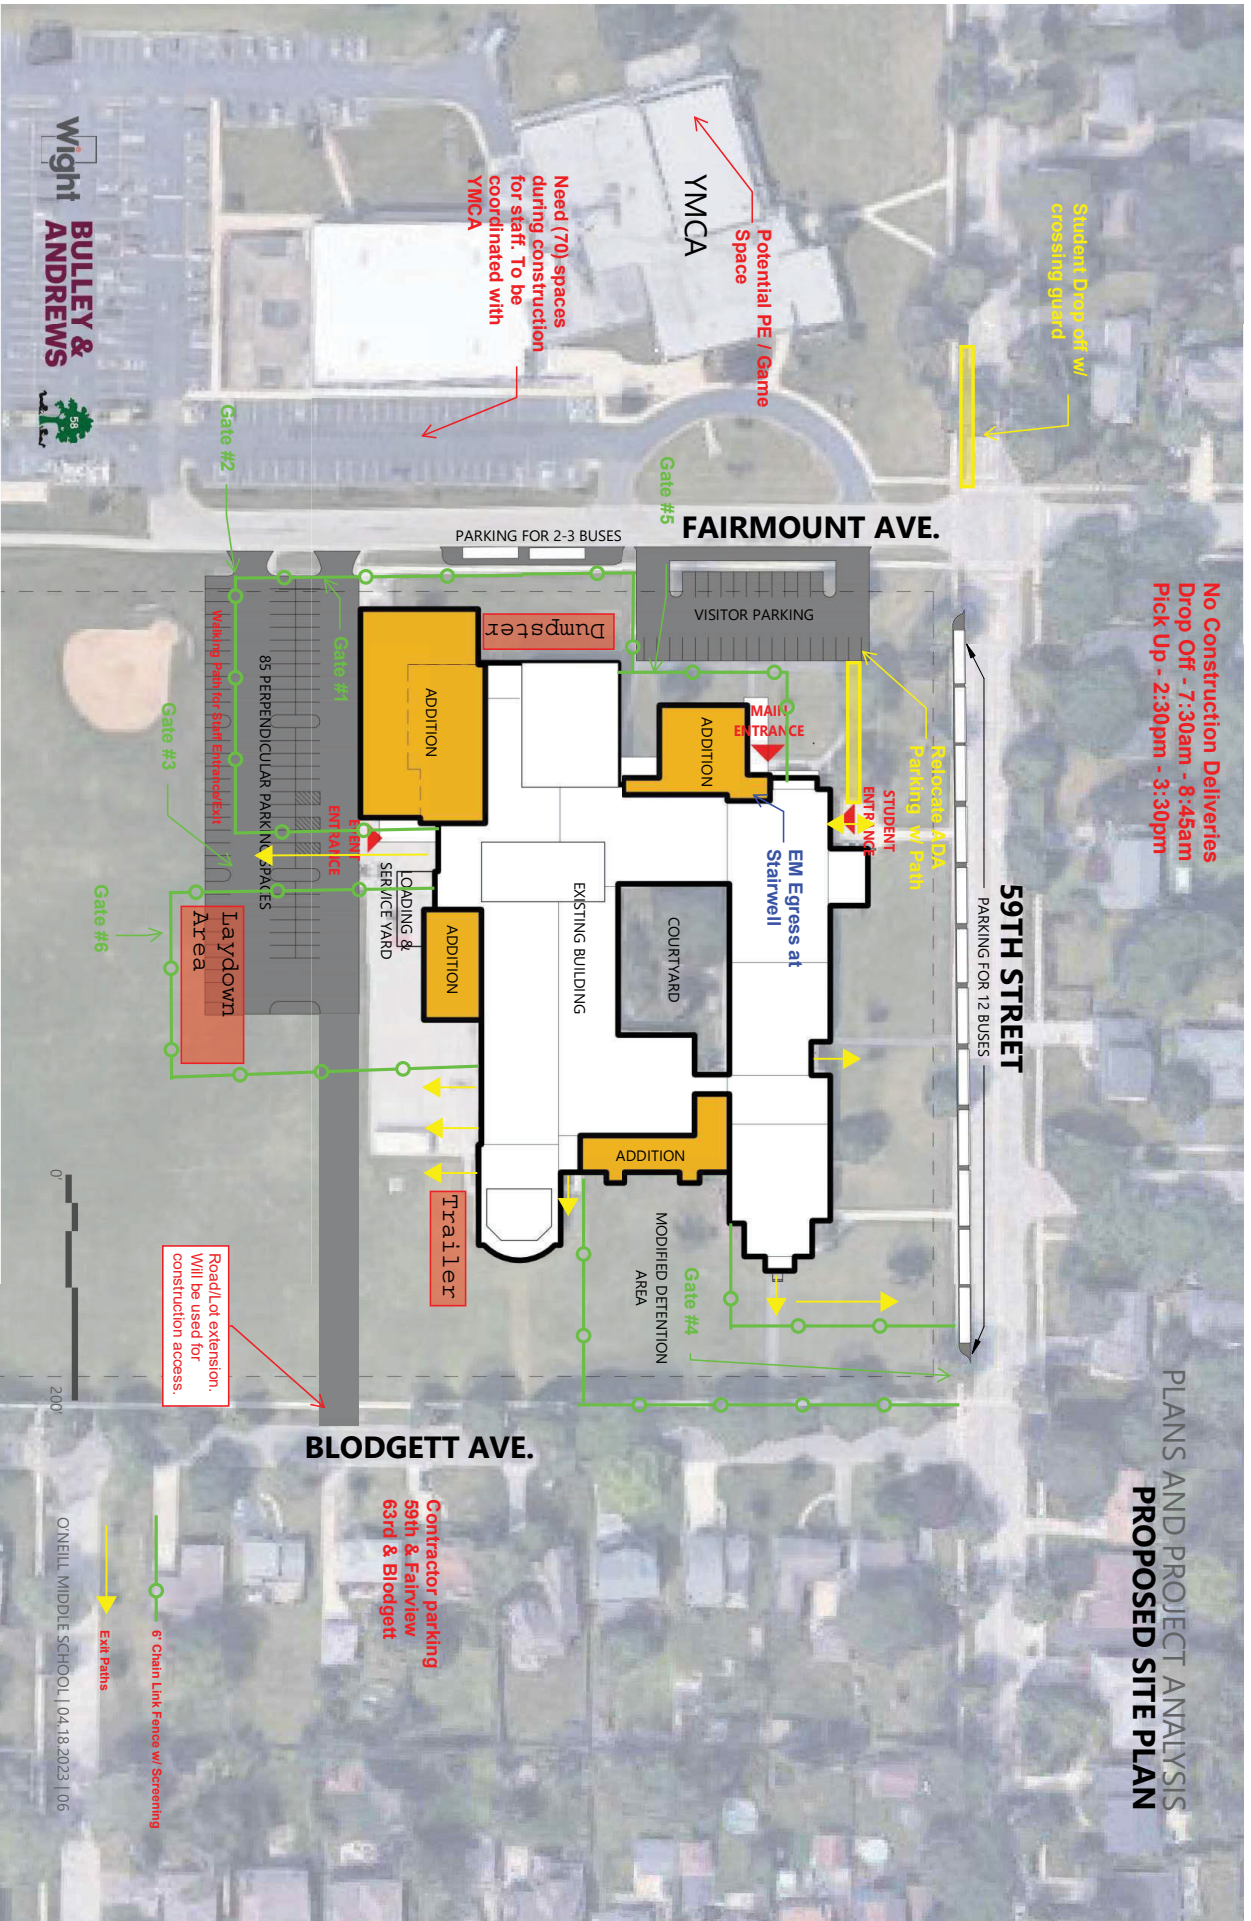 PLANS AND PROJECT ANALYSIS
PROPOSED SITE PLAN
No Construction Deliveries
Drop Off - 7:30am - 8:45am
Pick Up - 2:30pm - 3:30pm
Student Drop off w/
crossing guard
59TH STREET
PARKING FOR 12 BUSES
Relocate ADA
Parking w/ Path
STUDENT
ENTRANCE
Potential PE / Game
Space
YMCA
FAIRMOUNT AVE.
VISITOR PARKING
MAIN
ENTRANCE
EM Egress at
Stairwell
ADDITION
COURTYARD
ADDITION
MODIFIED DETENTION
AREA
Gate #4
Gate #5
PARKING FOR 2-3 BUSES
Dumpster
Need (70) spaces
during construction
for staff. To be
coordinated with
YMCA
ADDITION
EXISTING BUILDING
ADDITION
LOADING &
SERVICE YARD
EVENT
ENTRANCE
Trailer
Gate #1
85 PERPENDICULAR PARKING SPACES
Walking Path for Staff Entrance/Exit
Gate #2
Gate #3
Laydown
Area
Gate #6
Road/Lot extension.
Will be used for
construction access.
BLODGETT AVE.
Contractor parking
59th & Fairview
63rd & Blodgett
6' Chain Link Fence w/ Screening
Exit Paths
0'
200'
Wight
BULLEY &
ANDREWS
58
O'NEILL MIDDLE SCHOOL | 04.18.2023 | 06